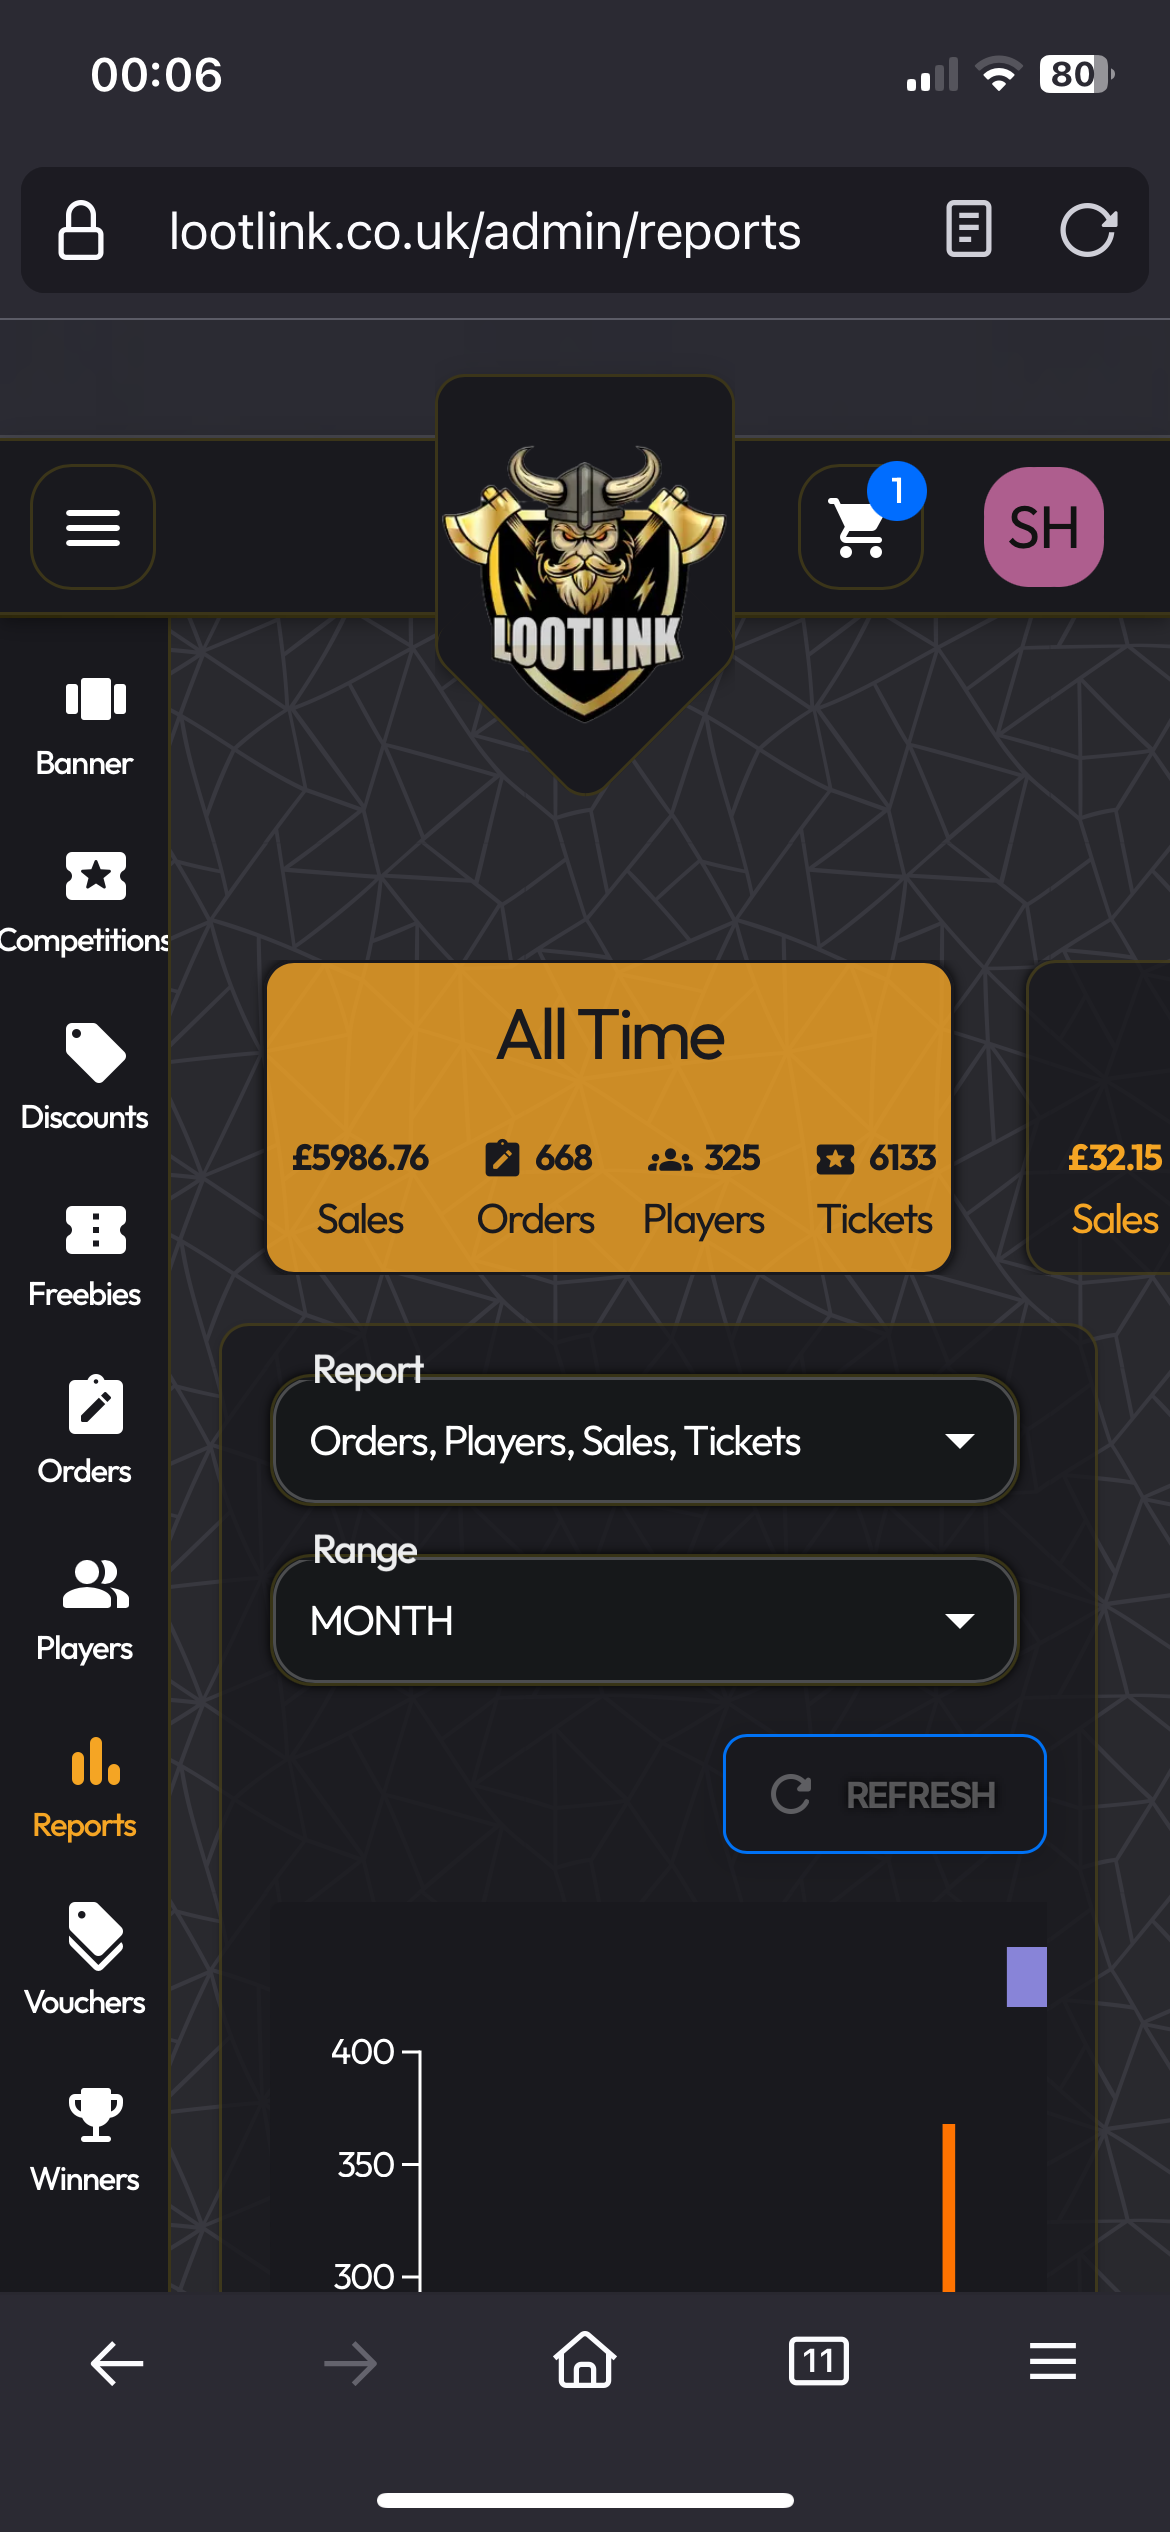 00:06
80
lootlink.co.uk/admin/reports
1
SH
LOOTLINK
Banner
Competitions
Discounts
Freebies
Orders
Players
Reports
Vouchers
Winners
All Time
£5986.76 668 325 6133
Sales Orders Players Tickets
£32.15
Sales
Report
Orders, Players, Sales, Tickets
Range
MONTH
REFRESH
400
350
300
11